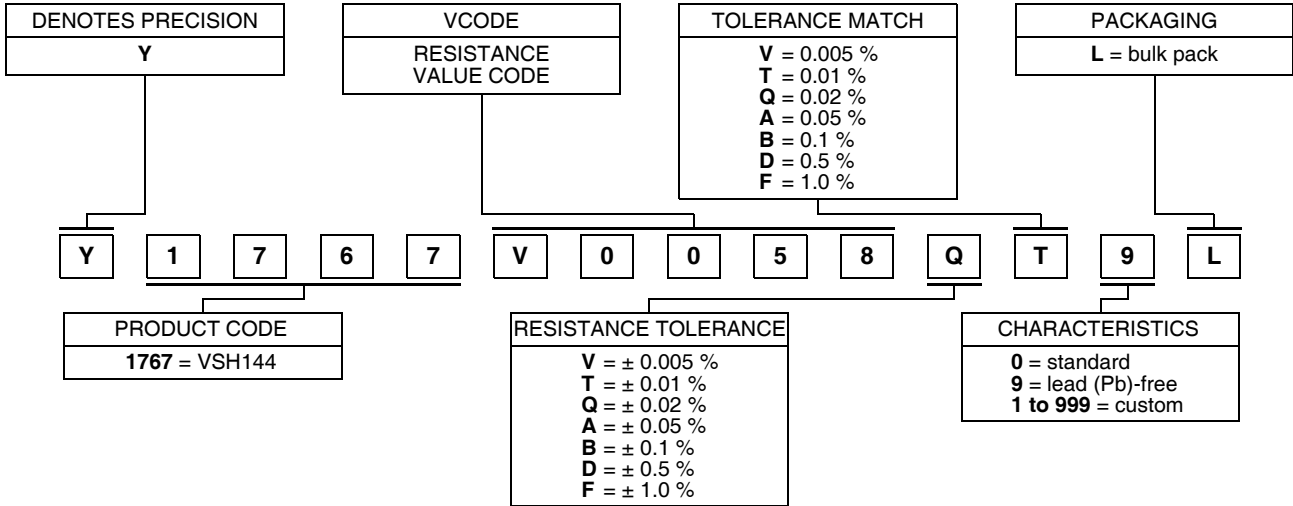 DENOTES PRECISION
Y
VCODE
RESISTANCE
VALUE CODE
TOLERANCE MATCH
V = 0.005 %
T = 0.01 %
Q = 0.02 %
A = 0.05 %
B = 0.1 %
D = 0.5 %
F = 1.0 %
PACKAGING
L = bulk pack
Y 1 7 6 7 V 0 0 5 8 Q T 9 L
PRODUCT CODE
1767 = VSH144
RESISTANCE TOLERANCE
V = ± 0.005 %
T = ± 0.01 %
Q = ± 0.02 %
A = ± 0.05 %
B = ± 0.1 %
D = ± 0.5 %
F = ± 1.0 %
CHARACTERISTICS
0 = standard
9 = lead (Pb)-free
1 to 999 = custom